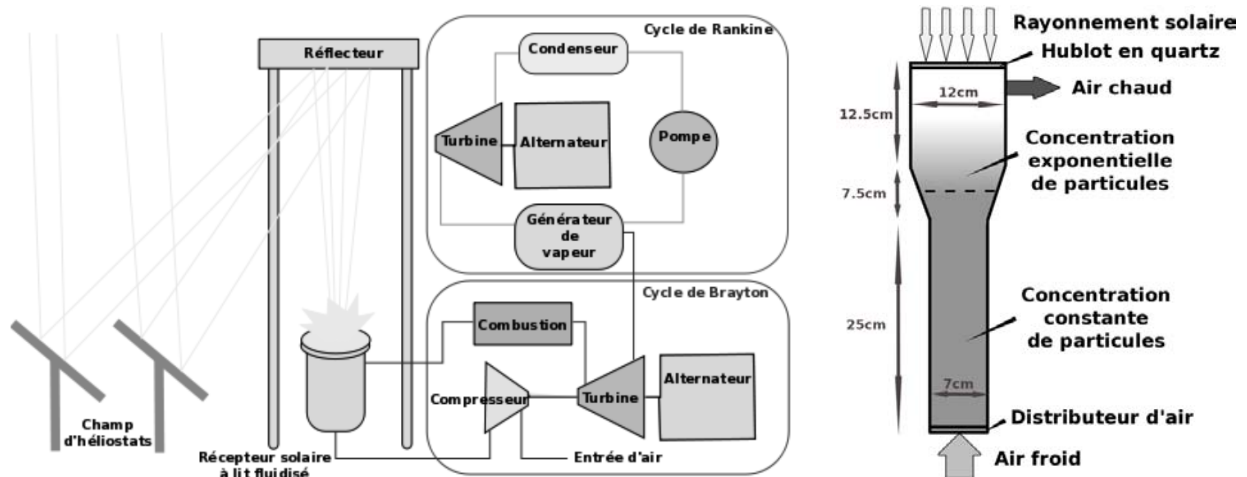 Réflecteur
Champ
d'héliostats
Récepteur solaire
à lit fluidisé
Cycle de Rankine
Condenseur
Turbine
Alternateur
Pompe
Générateur
de
vapeur
Cycle de Brayton
Combustion
Compresseur
Turbine
Alternateur
Entrée d'air
Rayonnement solaire
Hublot en quartz
Air chaud
12cm
12.5cm
Concentration
exponentielle
de particules
7.5cm
25cm
Concentration
constante
de particules
7cm
Distributeur d'air
Air froid